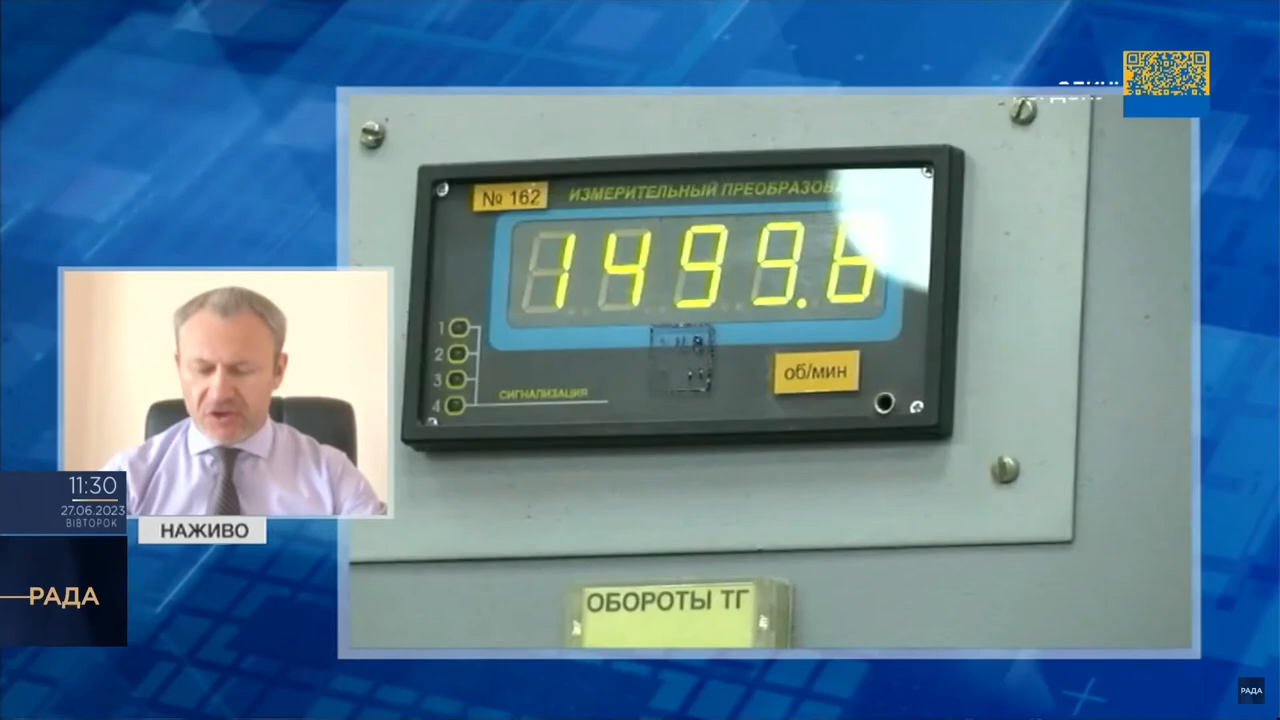 № 162
ИЗМЕРИТЕЛЬНЫЙ
1499.6
1
2
3
4
СИГНАЛИЗАЦИЯ
об/мин
ОБОРОТЫ ТГ
11:30
27.06.2023
ВІВТОРОК
НАЖИВО
РАДА
РАДА